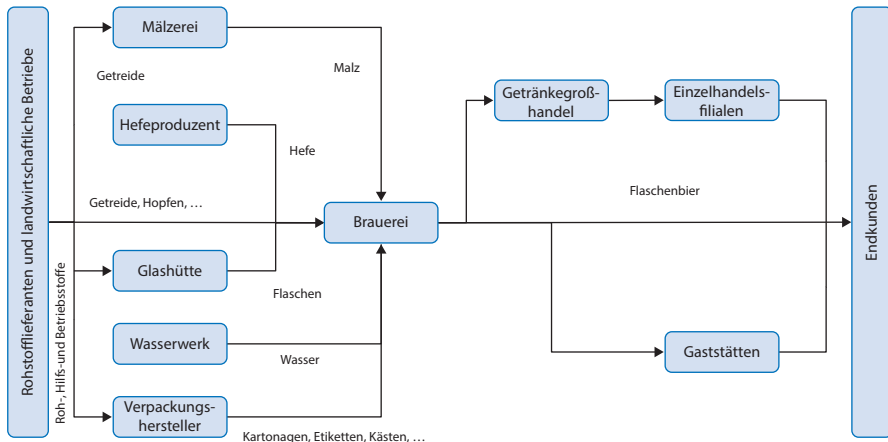 Rohstofflieferanten und landwirtschaftliche Betriebe
Mälzerei
Getreide
Malz
Hefeproduzent
Hefe
Getreide, Hopfen, …
Brauerei
Roh-, Hilfs-und Betriebsstoffe
Glashütte
Flaschen
Wasserwerk
Wasser
Verpackungs-
hersteller
Kartonagen, Etiketten, Kästen, …
Getränkegroß-
handel
Einzelhandels-
filialen
Flaschenbier
Gaststätten
Endkunden